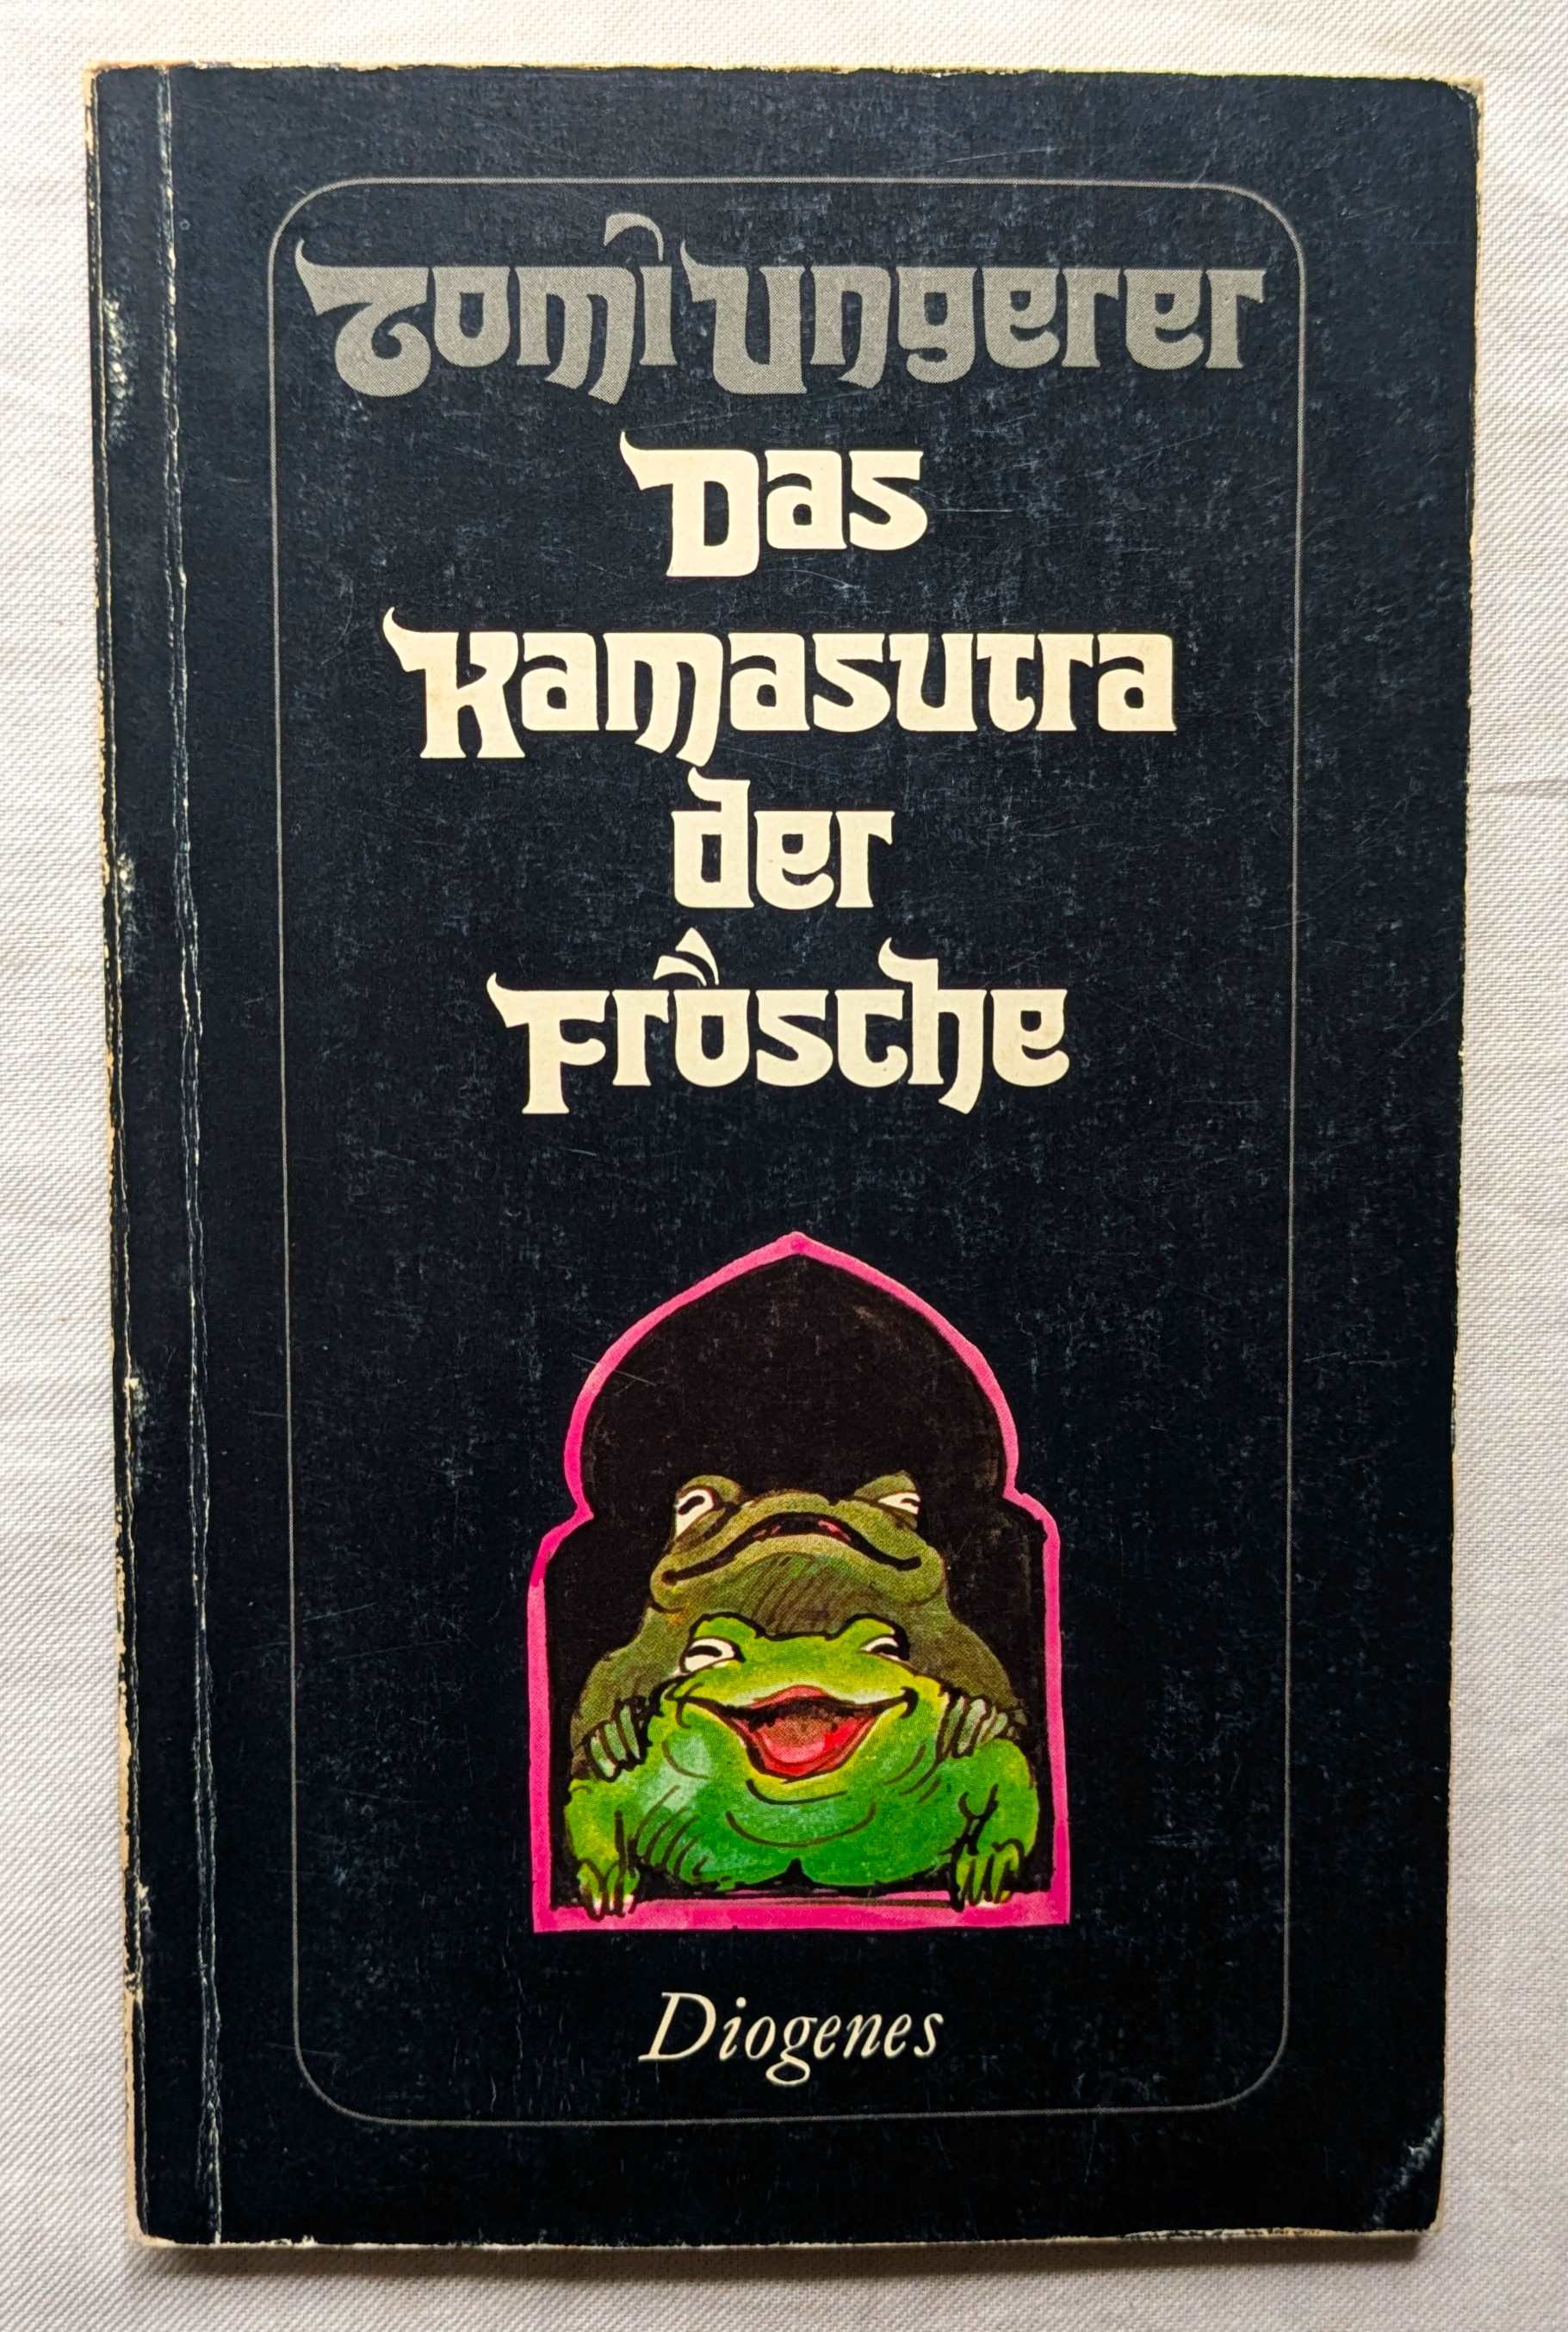 Tomi Ungerer
Das
Kamasutra
der
Frösche
Diogenes